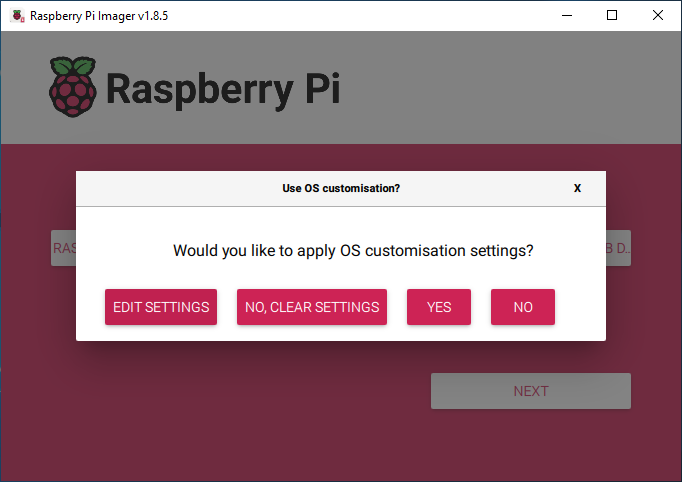 Raspberry Pi Imager v1.8.5
Raspberry Pi
Use OS customisation?
X
Would you like to apply OS customisation settings?
EDIT SETTINGS
NO, CLEAR SETTINGS
YES
NO
NEXT